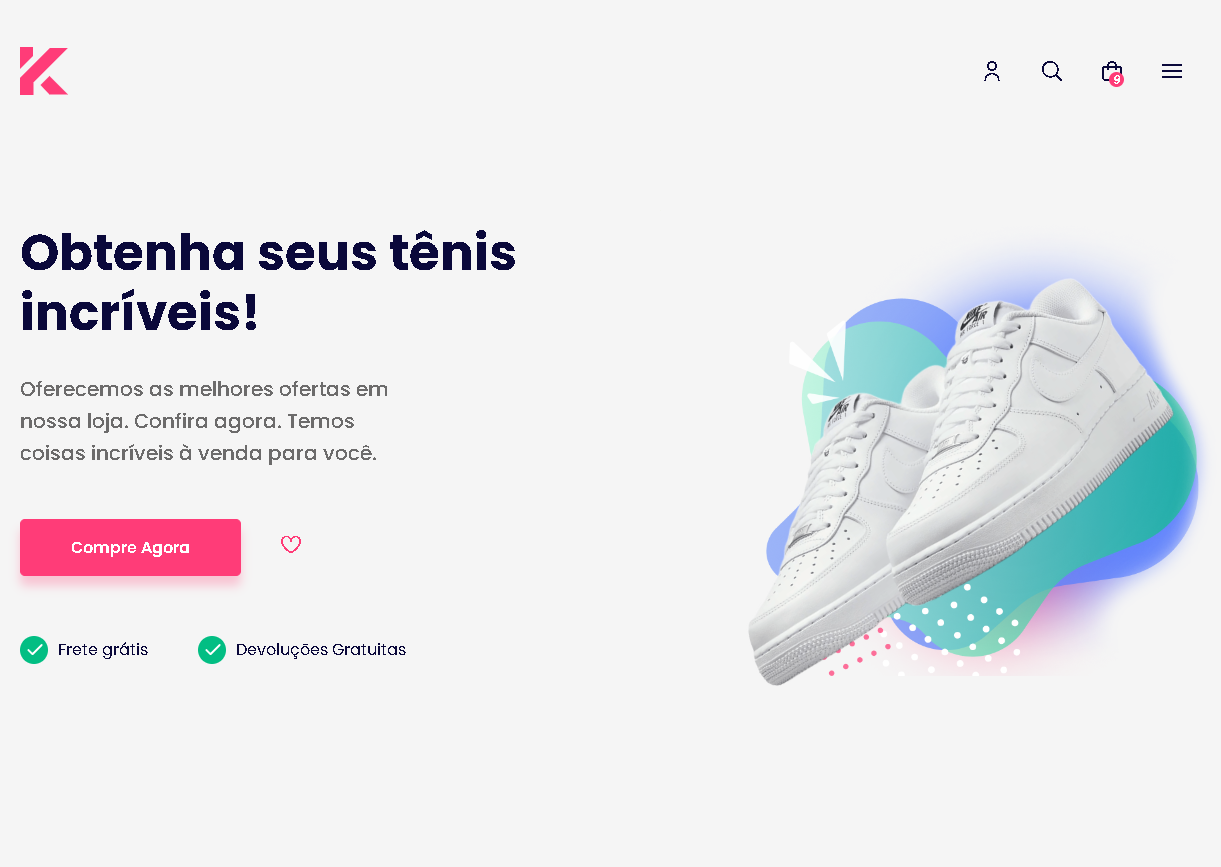 K
9
Obtenha seus tênis
incríveis!
Oferecemos as melhores ofertas em
nossa loja. Confira agora. Temos
coisas incríveis à venda para você.
Compre Agora
Frete grátis
Devoluções Gratuitas